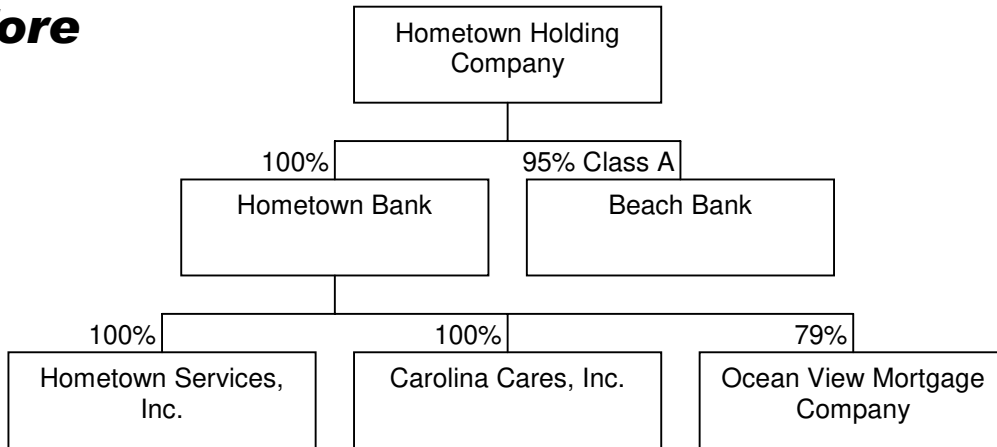 Hometown Holding
Company
100%
95% Class A
Hometown Bank
Beach Bank
100%
100%
79%
Hometown Services,
Inc.
Carolina Cares, Inc.
Ocean View Mortgage
Company